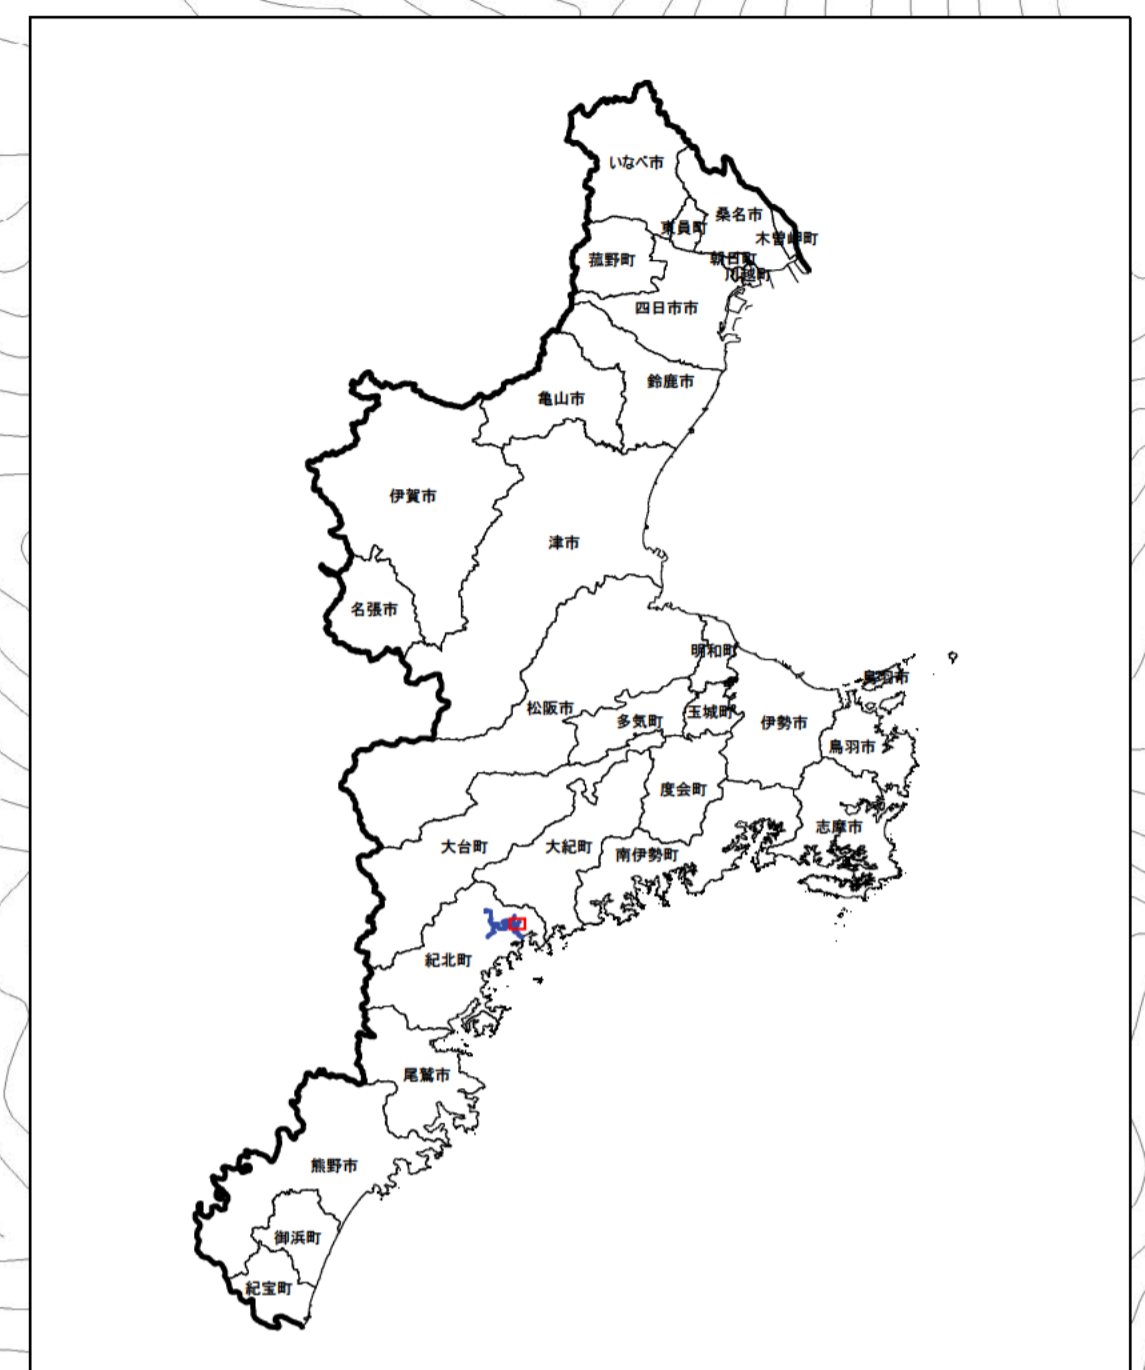 いなべ市
桑名市
東員町
木曽岬町
朝日町
菰野町
川越町
四日市市
鈴鹿市
亀山市
伊賀市
津市
名張市
明和町
鳥羽市
松阪市
玉城町
多気町
伊勢市
鳥羽市
度会町
志摩市
大台町
大紀町
南伊勢町
紀北町
尾鷲市
熊野市
御浜町
紀宝町